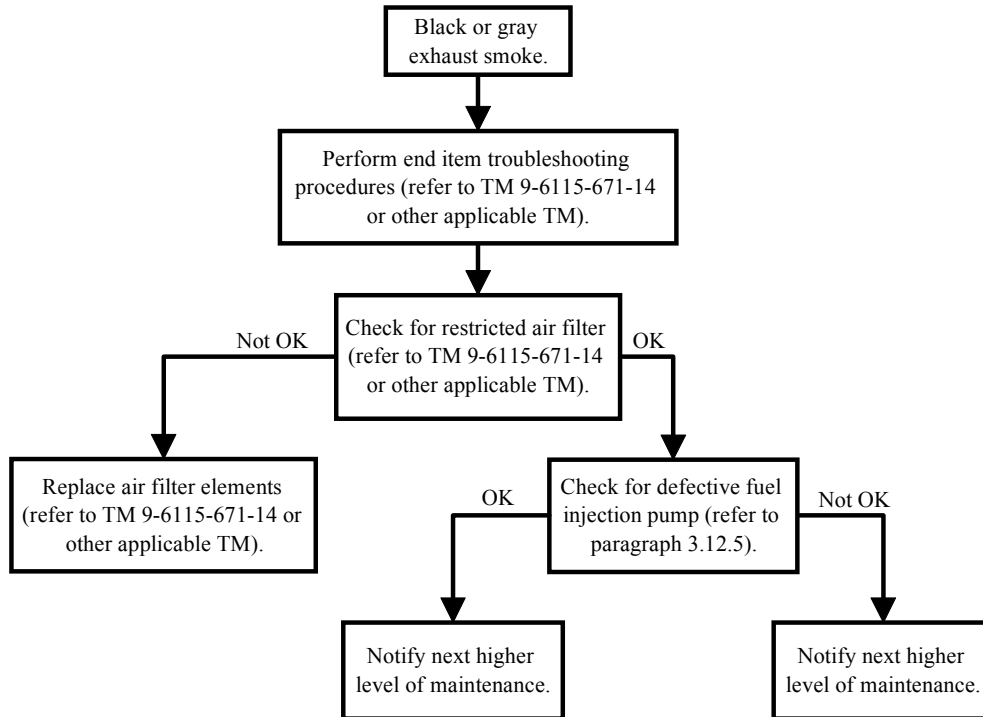 Black or gray
exhaust smoke.
Perform end item troubleshooting
procedures (refer to TM 9-6115-671-14
or other applicable TM).
Not OK
Check for restricted air filter
(refer to TM 9-6115-671-14
or other applicable TM).
OK
Replace air filter elements
(refer to TM 9-6115-671-14 or
other applicable TM).
OK
Check for defective fuel
injection pump (refer to
paragraph 3.12.5).
Not OK
Notify next higher
level of maintenance.
Notify next higher
level of maintenance.